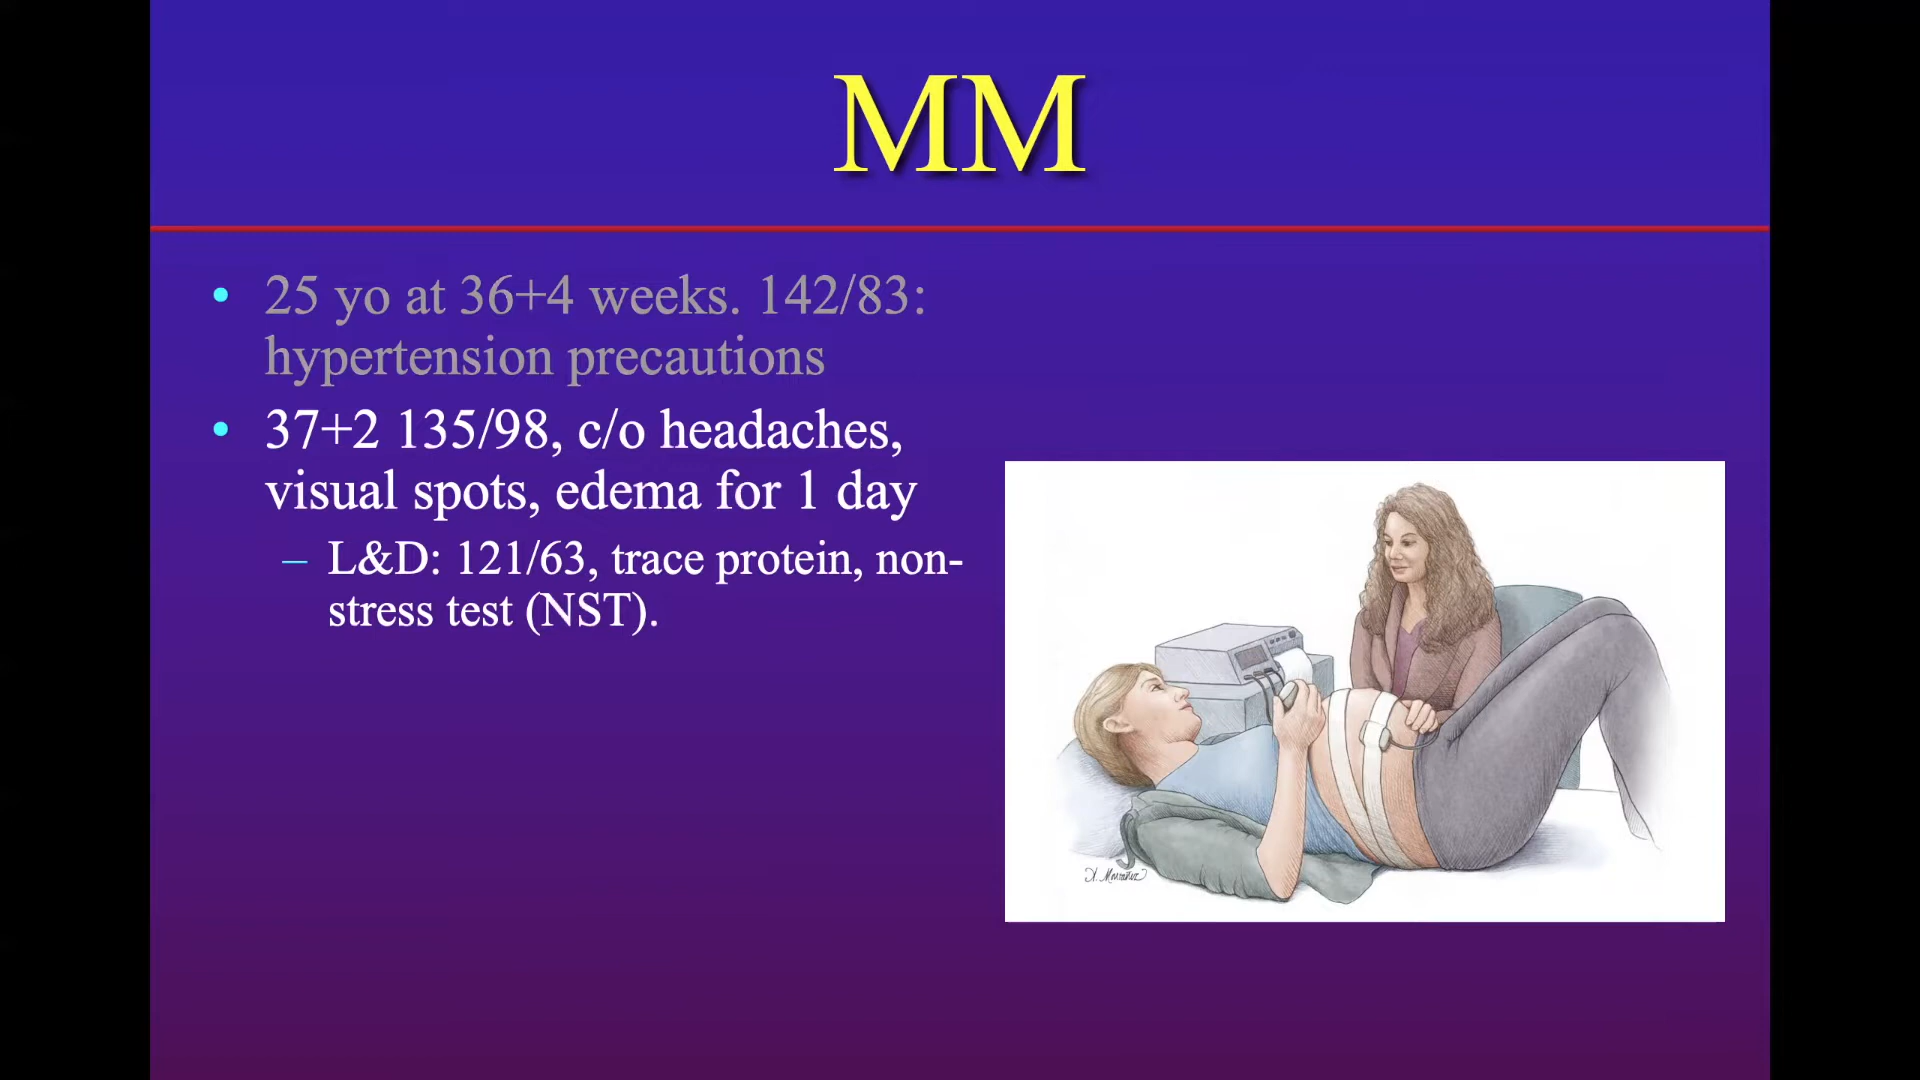 MM
• 25 yo at 36+4 weeks. 142/83:
hypertension precautions
• 37+2 135/98, c/o headaches,
visual spots, edema for 1 day
– L&D: 121/63, trace protein, non-
stress test (NST).